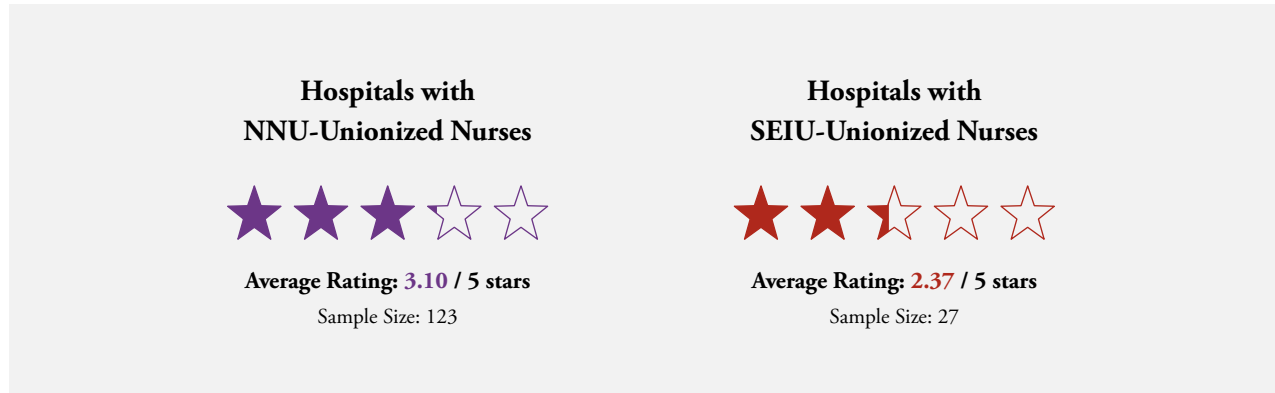 Hospitals with
NNU-Unionized Nurses
Average Rating: 3.10 / 5 stars
Sample Size: 123
Hospitals with
SEIU-Unionized Nurses
Average Rating: 2.37 / 5 stars
Sample Size: 27